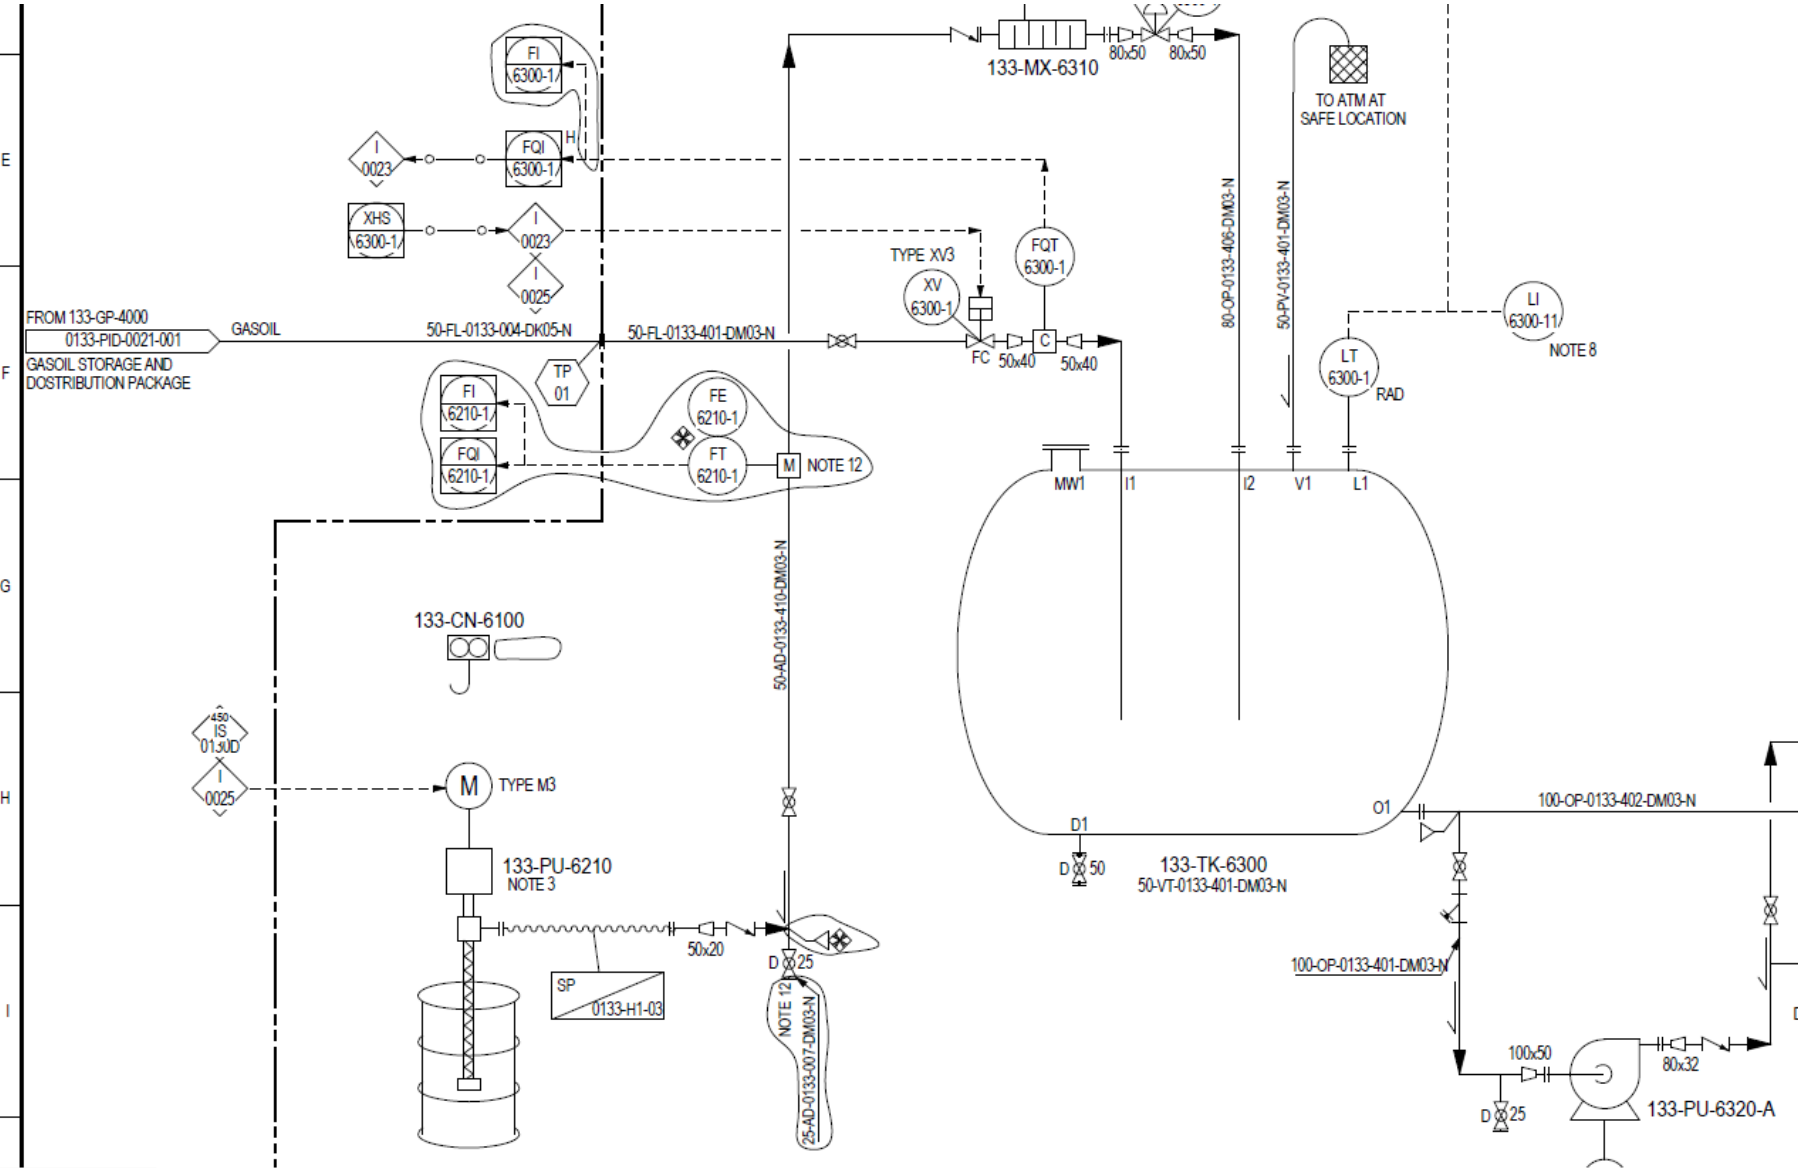 FI
6300-1
133-MX-6310
80x50
80x50
TO ATM AT
SAFE LOCATION
E
I
0023
FQI
6300-1
H
XHS
6300-1
I
0023
I
0025
TYPE XV3
XV
6300-1
FQT
6300-1
80-OP-0133-406-DM03-N
50-PV-0133-401-DM03-N
LI
6300-11
NOTE 8
FROM 133-GP-4000
0133-PID-0021-001
GASOIL STORAGE AND
DOSTRIBUTION PACKAGE
GASOIL
50-FL-0133-004-DK05-N
50-FL-0133-401-DM03-N
FC
50x40
C
50x40
LT
6300-1
RAD
F
TP
01
FI
6210-1
FQI
6210-1
FE
6210-1
FT
6210-1
M
NOTE 12
MW1
I1
I2
V1
L1
G
50-AD-0133-410-DM03-N
133-CN-6100
450
IS
0130D
I
0025
M
TYPE M3
H
133-PU-6210
NOTE 3
O1
100-OP-0133-402-DM03-N
D1
D
50
133-TK-6300
50-VT-0133-401-DM03-N
50x20
SP
0133-H1-03
D
25
NOTE 12
25-AD-0133-007-DM03-N
100-OP-0133-401-DM03-N
I
100x50
80x32
D
25
133-PU-6320-A